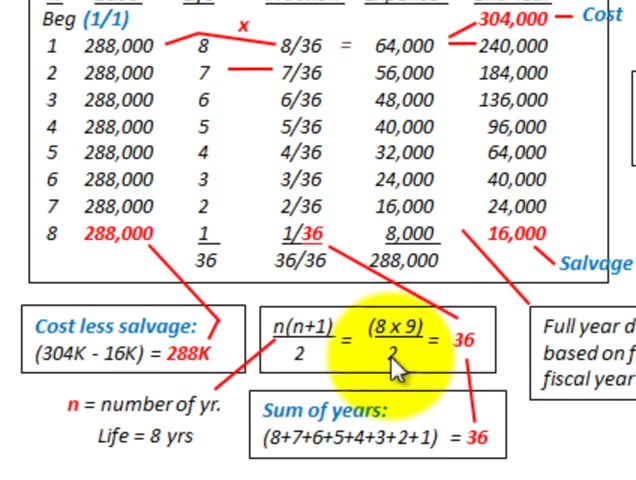 Beg (1/1) 304,000 Cost
x
1 288,000 8 8/36 = 64,000 240,000
2 288,000 7 7/36 56,000 184,000
3 288,000 6 6/36 48,000 136,000
4 288,000 5 5/36 40,000 96,000
5 288,000 4 4/36 32,000 64,000
6 288,000 3 3/36 24,000 40,000
7 288,000 2 2/36 16,000 24,000
8 288,000 1 1/36 8,000 16,000
36 36/36 288,000 Salvage
Cost less salvage:
(304K - 16K) = 288K
n(n+1) = (8 x 9) = 36
2 2
Full year d
based on f
fiscal year
n = number of yr.
Life = 8 yrs
Sum of years:
(8+7+6+5+4+3+2+1) = 36